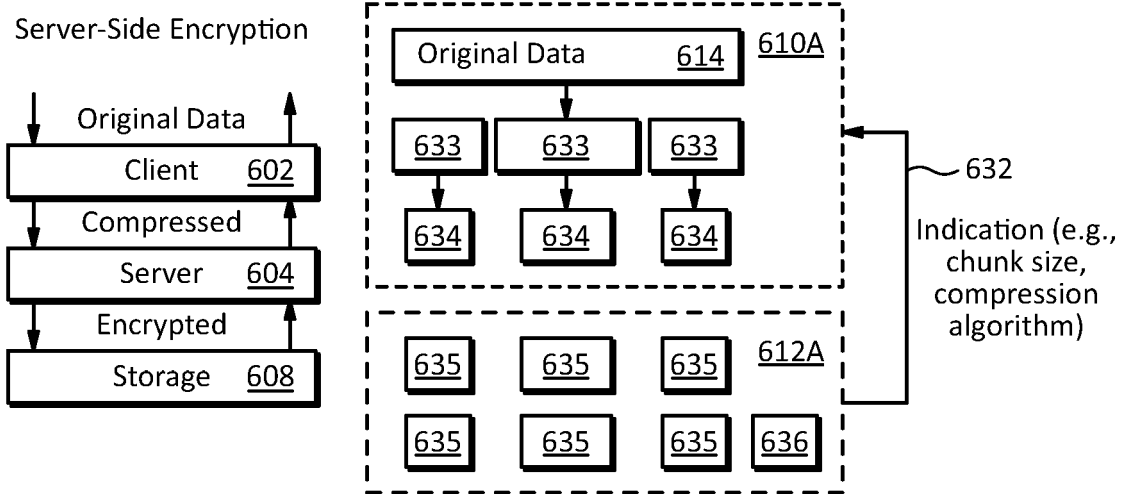 Server-Side Encryption
Original Data
Client 602
Compressed
Server 604
Encrypted
Storage 608
Original Data 614
610A
633 633 633
634 634 634
635 635 635
612A
635 635 635 636
632
Indication (e.g.,
chunk size,
compression
algorithm)